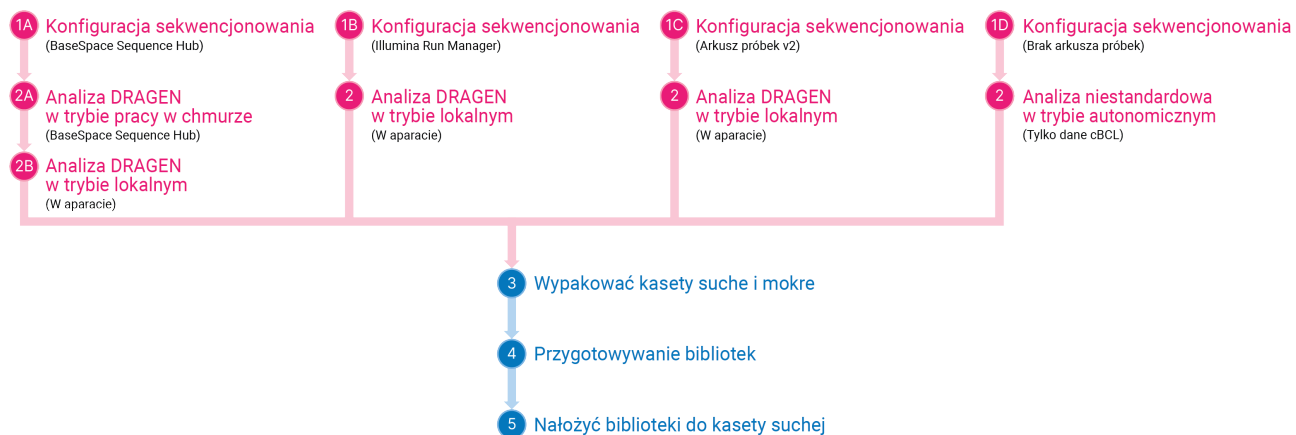 1A
Konfiguracja sekwencjonowania
(BaseSpace Sequence Hub)
2A
Analiza DRAGEN
w trybie pracy w chmurze
(BaseSpace Sequence Hub)
2B
Analiza DRAGEN
w trybie lokalnym
(W aparacie)
1B
Konfiguracja sekwencjonowania
(Illumina Run Manager)
2
Analiza DRAGEN
w trybie lokalnym
(W aparacie)
1C
Konfiguracja sekwencjonowania
(Arkusz próbek v2)
2
Analiza DRAGEN
w trybie lokalnym
(W aparacie)
1D
Konfiguracja sekwencjonowania
(Brak arkusza próbek)
2
Analiza niestandardowa
w trybie autonomicznym
(Tylko dane cBCL)
3
Wypakować kasety suche i mokre
4
Przygotowywanie bibliotek
5
Nałożyć biblioteki do kasety suchej